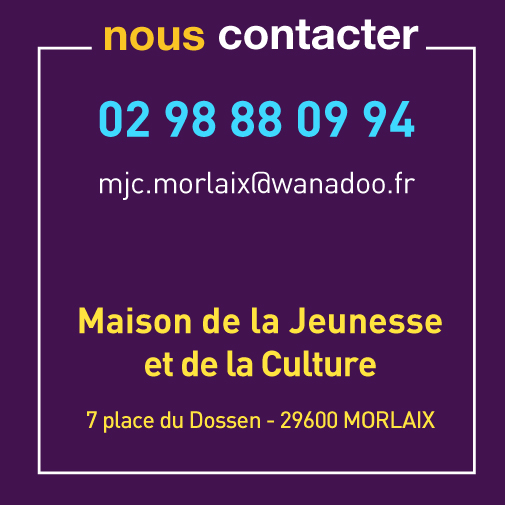 nous contacter
02 98 88 09 94
mjc.morlaix@wanadoo.fr
Maison de la Jeunesse
et de la Culture
7 place du Dossen - 29600 MORLAIX